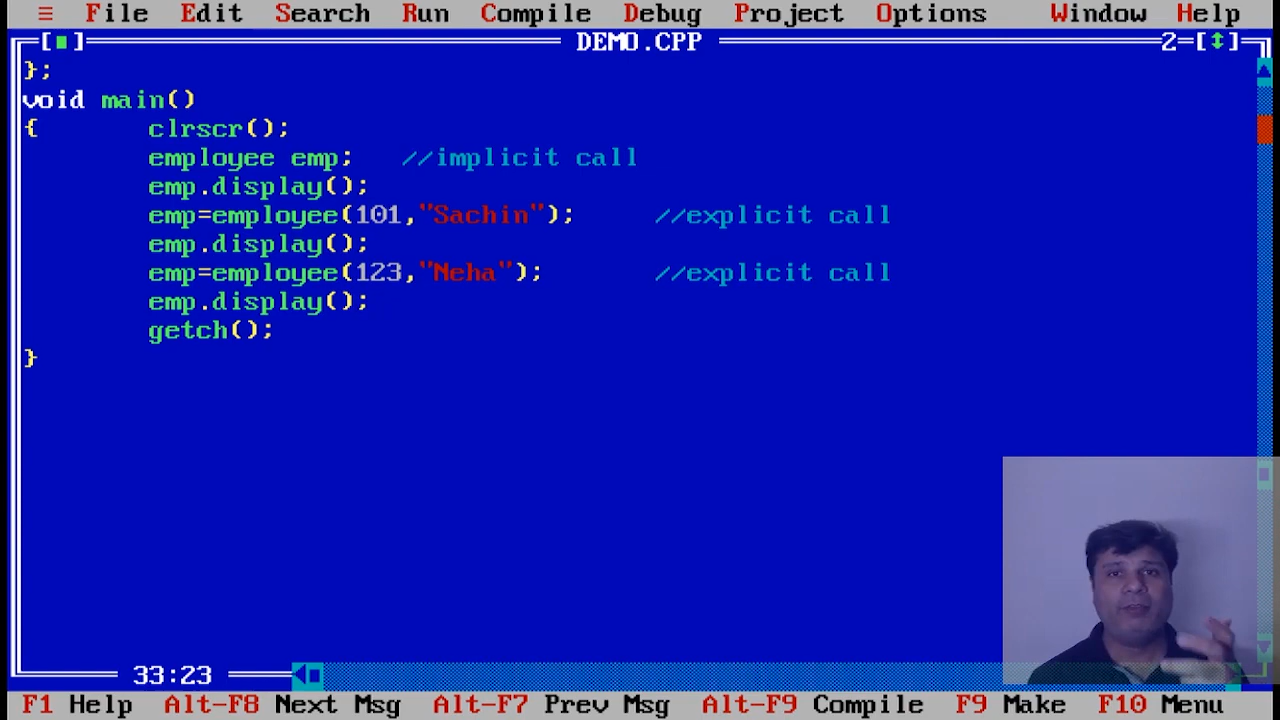 ≡ File Edit Search Run Compile Debug Project Options Window Help
[■] DEMO.CPP 2=[↕]
};
void main()
{ clrscr();
employee emp; //implicit call
emp.display();
emp=employee(101,"Sachin"); //explicit call
emp.display();
emp=employee(123,"Neha"); //explicit call
emp.display();
getch();
}
33:23
F1 Help Alt-F8 Next Msg Alt-F7 Prev Msg Alt-F9 Compile F9 Make F10 Menu